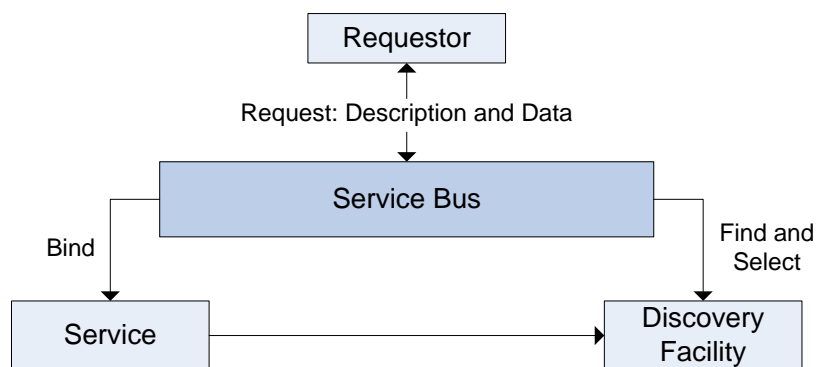 Requestor
Request: Description and Data
Service Bus
Bind
Find and
Select
Service
Discovery
Facility